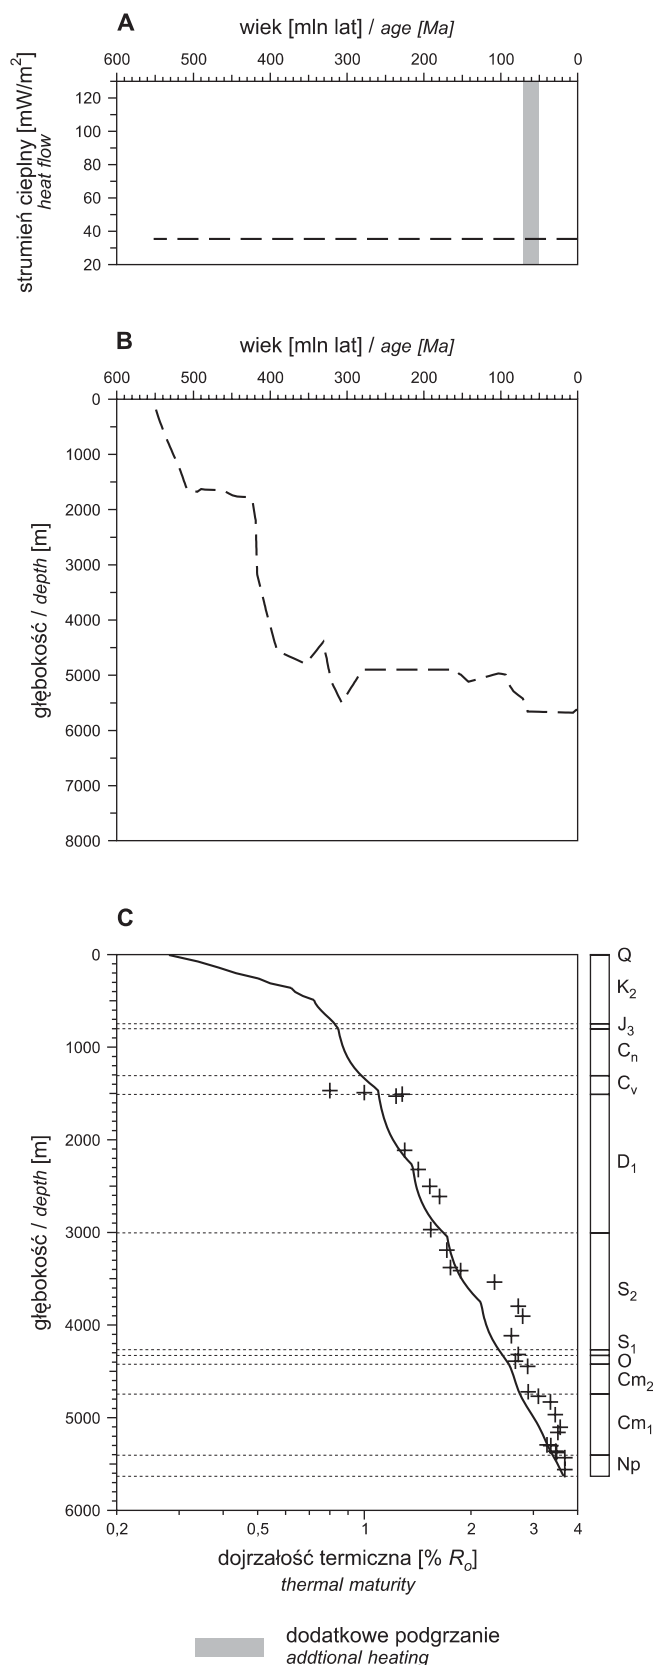 A
wiek [mln lat] / age [Ma]
600 500 400 300 200 100 0
strumień cieplny [mW/m²]
heat flow
120
100
80
60
40
20
B
wiek [mln lat] / age [Ma]
600 500 400 300 200 100 0
głębokość / depth [m]
0
1000
2000
3000
4000
5000
6000
7000
8000
C
głębokość / depth [m]
0
1000
2000
3000
4000
5000
6000
Q
K₂
J₃
Cₙ
Cᵥ
D₁
S₂
S₁
O
Cm₂
Cm₁
Np
0,2 0,5 1 2 3 4
dojrzałość termiczna [% Rₒ]
thermal maturity
dodatkowe podgrzanie
addtional heating